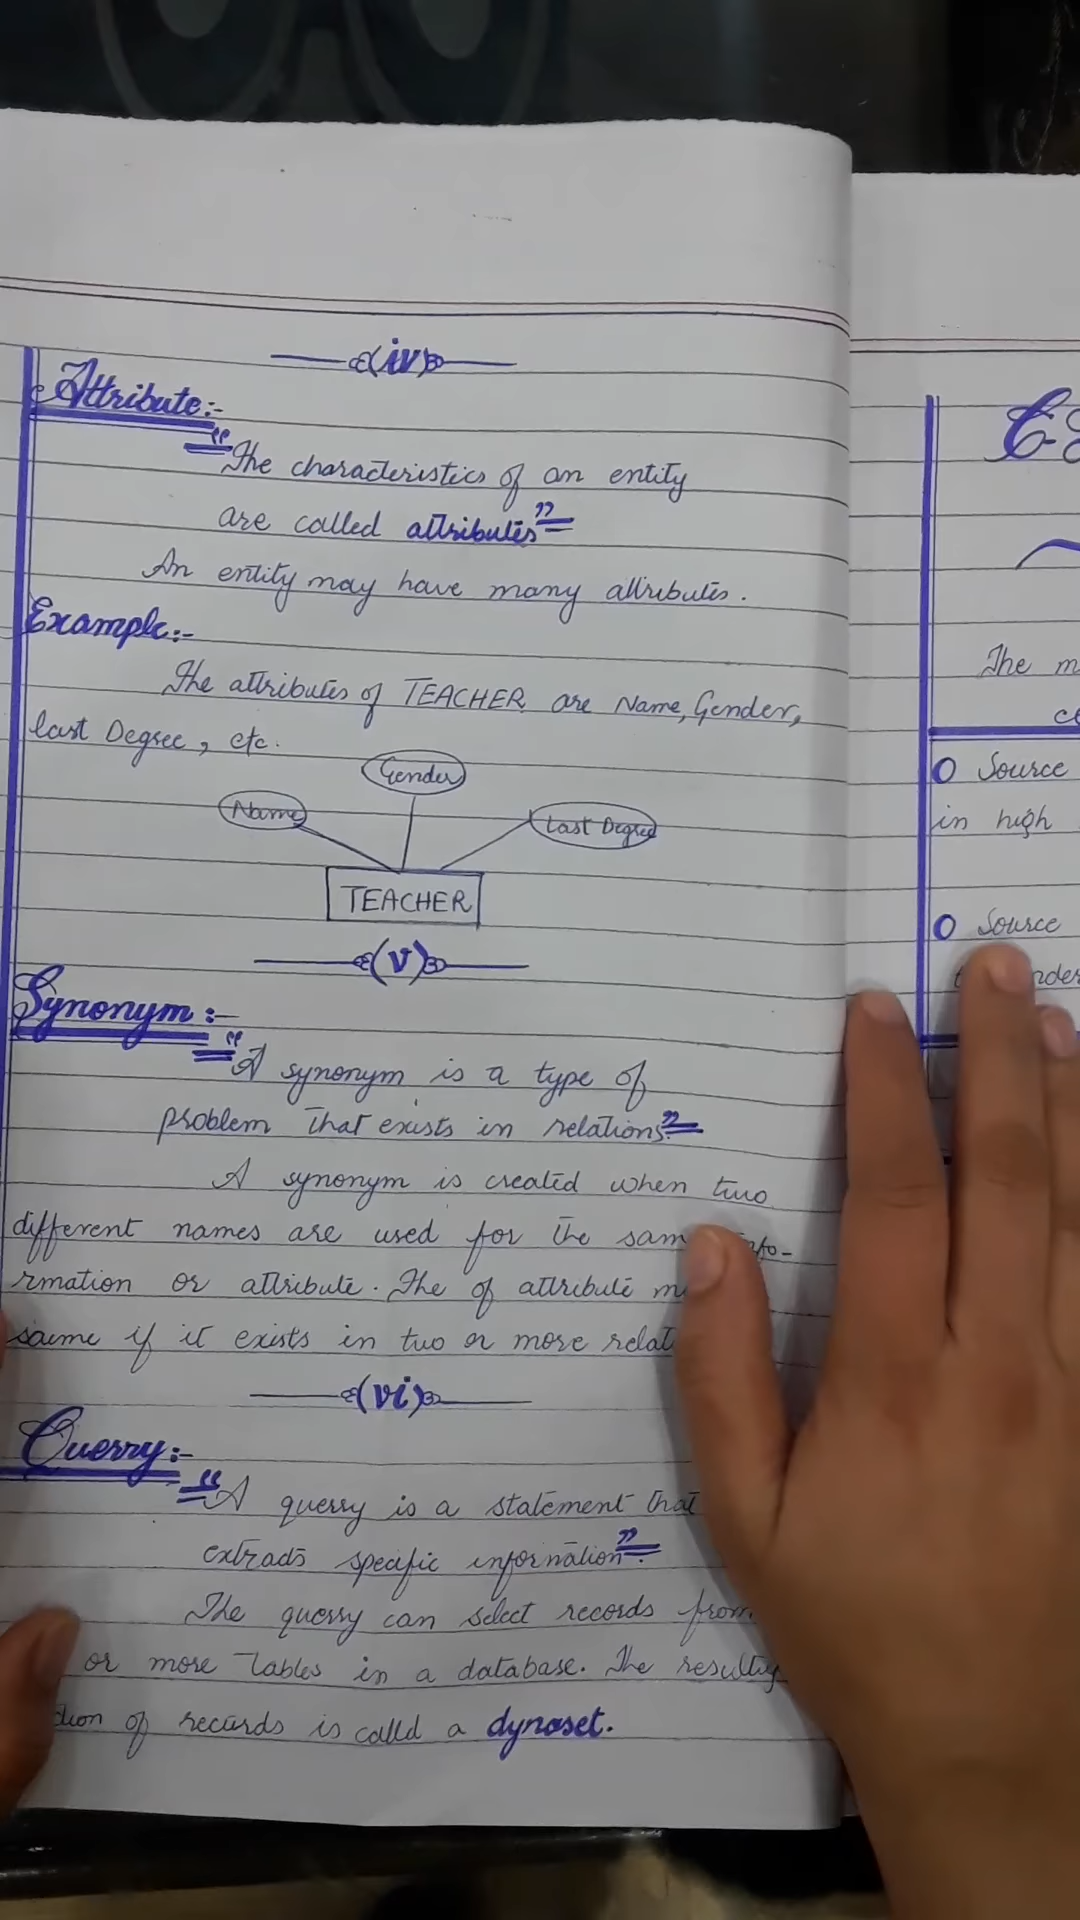 (iv)
Attribute:-
"The characteristics of an entity
are called attributes"
An entity may have many attributes.
Example:-
The attributes of TEACHER are Name, Gender,
last Degree, etc.
Gender
Name
Last Degree
TEACHER
(v)
Synonym:-
"A synonym is a type of
problem that exists in relations."
A synonym is created when two
different names are used for the same info-
rmation or attribute. The of attribute
same if it exists in two or more
(vi)
Querry:-
"A querry is a statement that
extracts specific information".
The querry can select records from
or more tables in a database. The
of records is called a dynaset.
The
Source
in high
Source